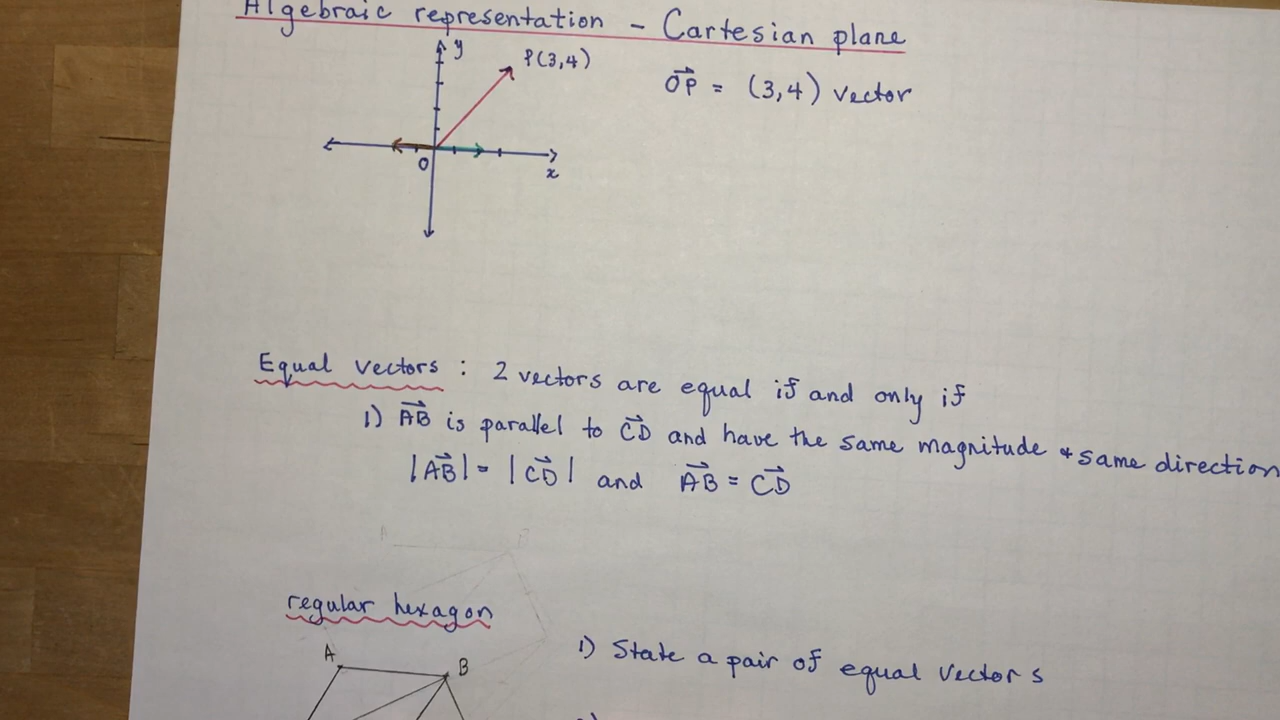 Algebraic representation - Cartesian plane
y
P(3,4)
OP⃗ = (3,4) vector
O
x
Equal vectors : 2 vectors are equal if and only if
1) AB⃗ is parallel to CD⃗ and have the same magnitude + same direction
|AB⃗| = |CD⃗| and AB⃗ = CD⃗
A
regular hexagon
A
B
1) State a pair of equal vectors